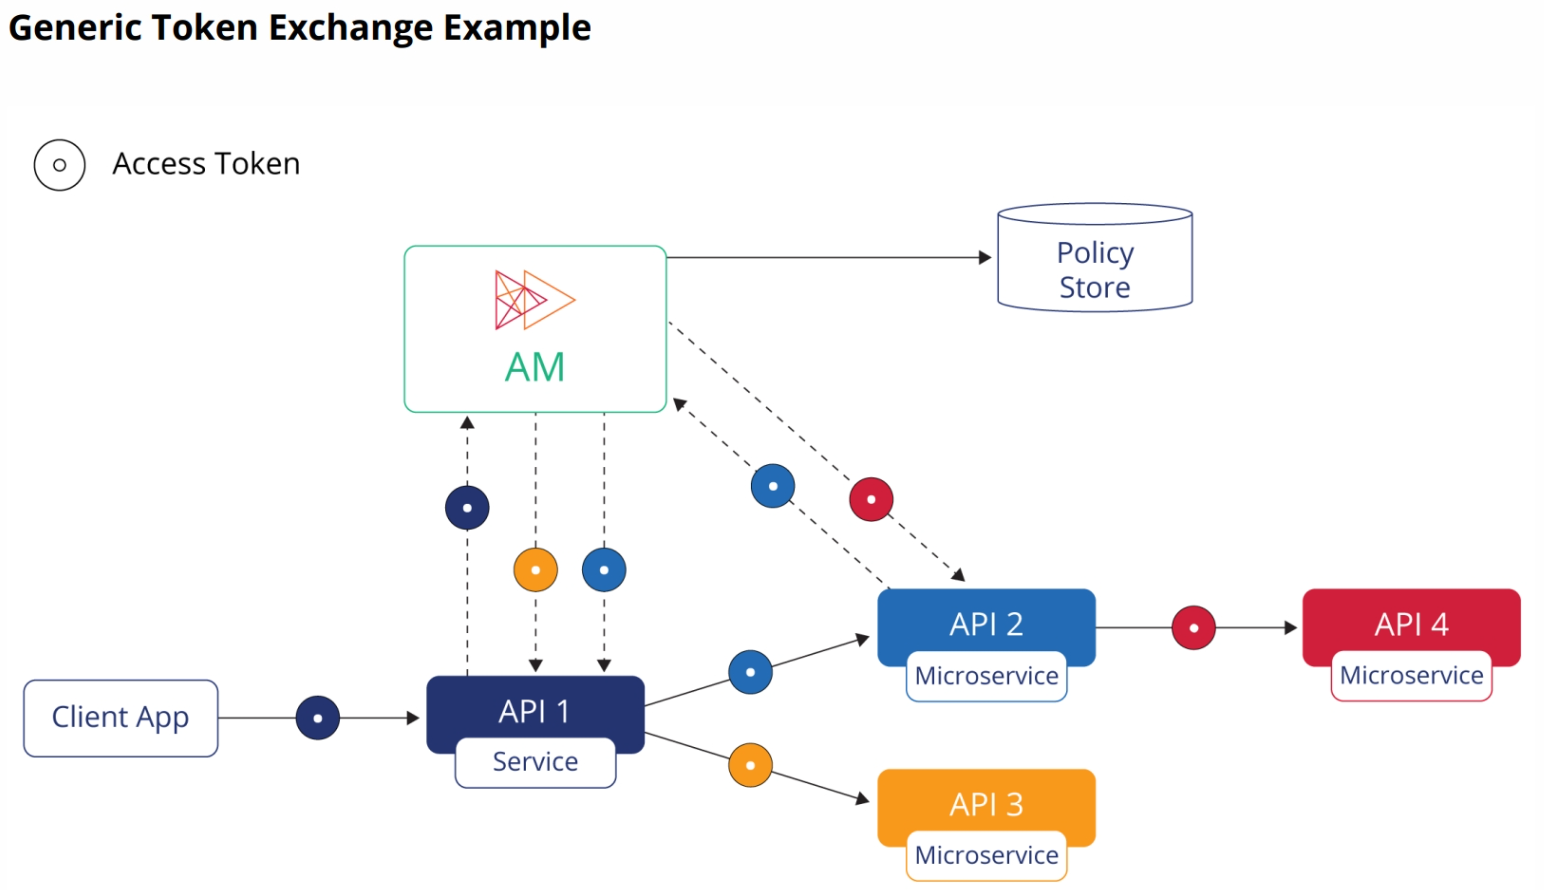 Generic Token Exchange Example
Access Token
Policy
Store
AM
API 2
Microservice
API 4
Microservice
Client App
API 1
Service
API 3
Microservice